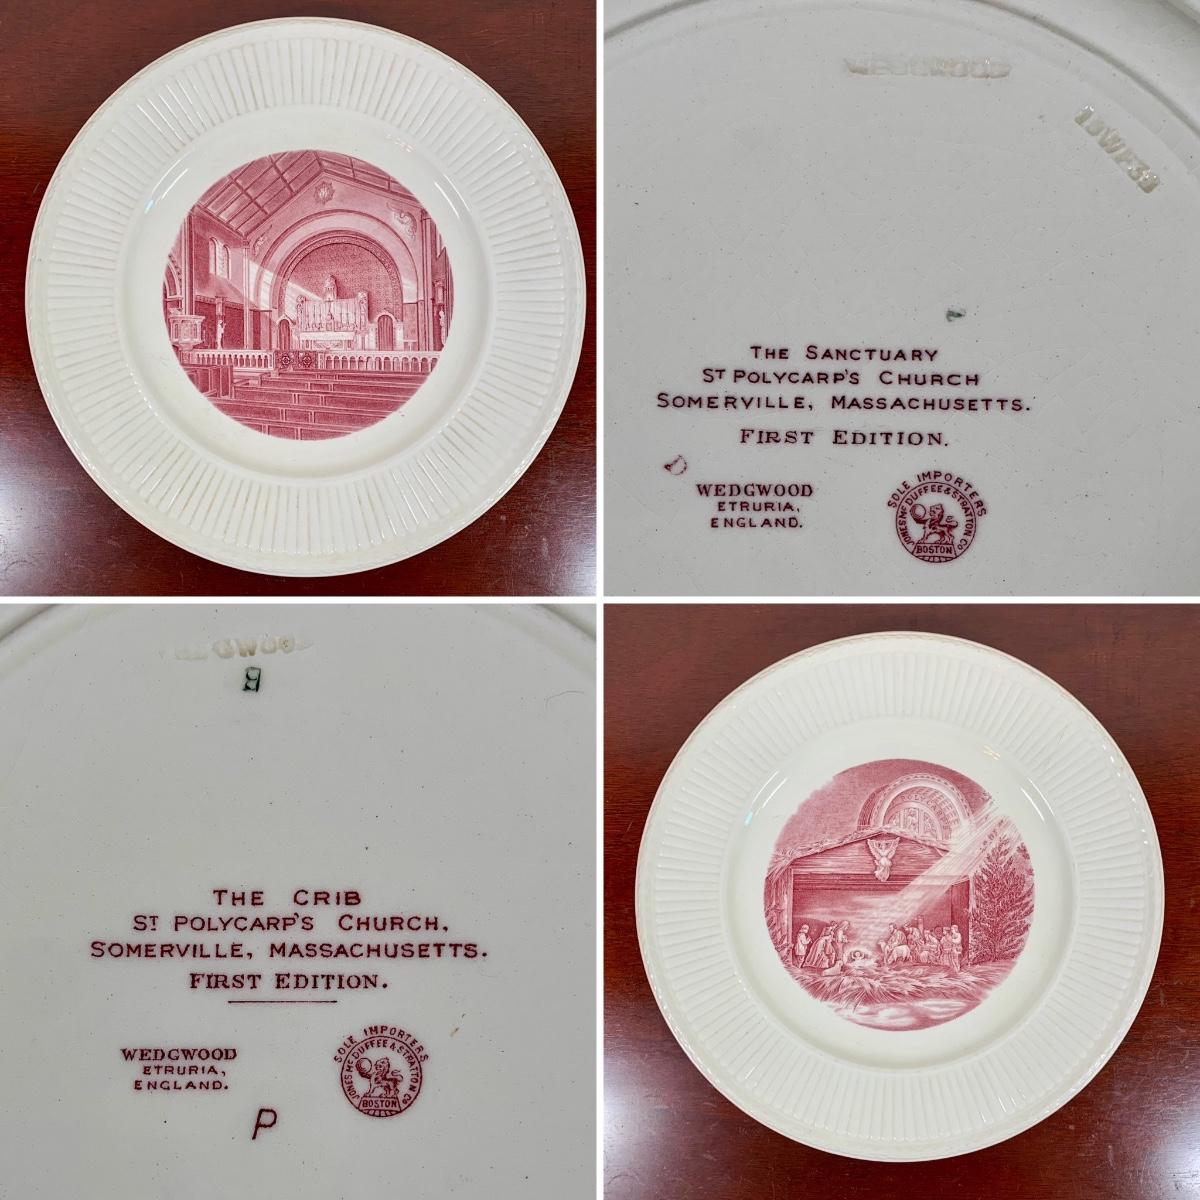 WEDGWOOD
THE SANCTUARY
ST POLYCARP'S CHURCH
SOMERVILLE, MASSACHUSETTS.
FIRST EDITION.
D
WEDGWOOD
ETRURIA,
ENGLAND.
SOLE IMPORTERS
JONES MCDUFFEE & STRATTON CO
BOSTON
THE CRIB
ST POLYCARP'S CHURCH,
SOMERVILLE, MASSACHUSETTS.
FIRST EDITION.
WEDGWOOD
ETRURIA,
ENGLAND.
SOLE IMPORTERS
JONES MCDUFFEE & STRATTON CO
BOSTON
P